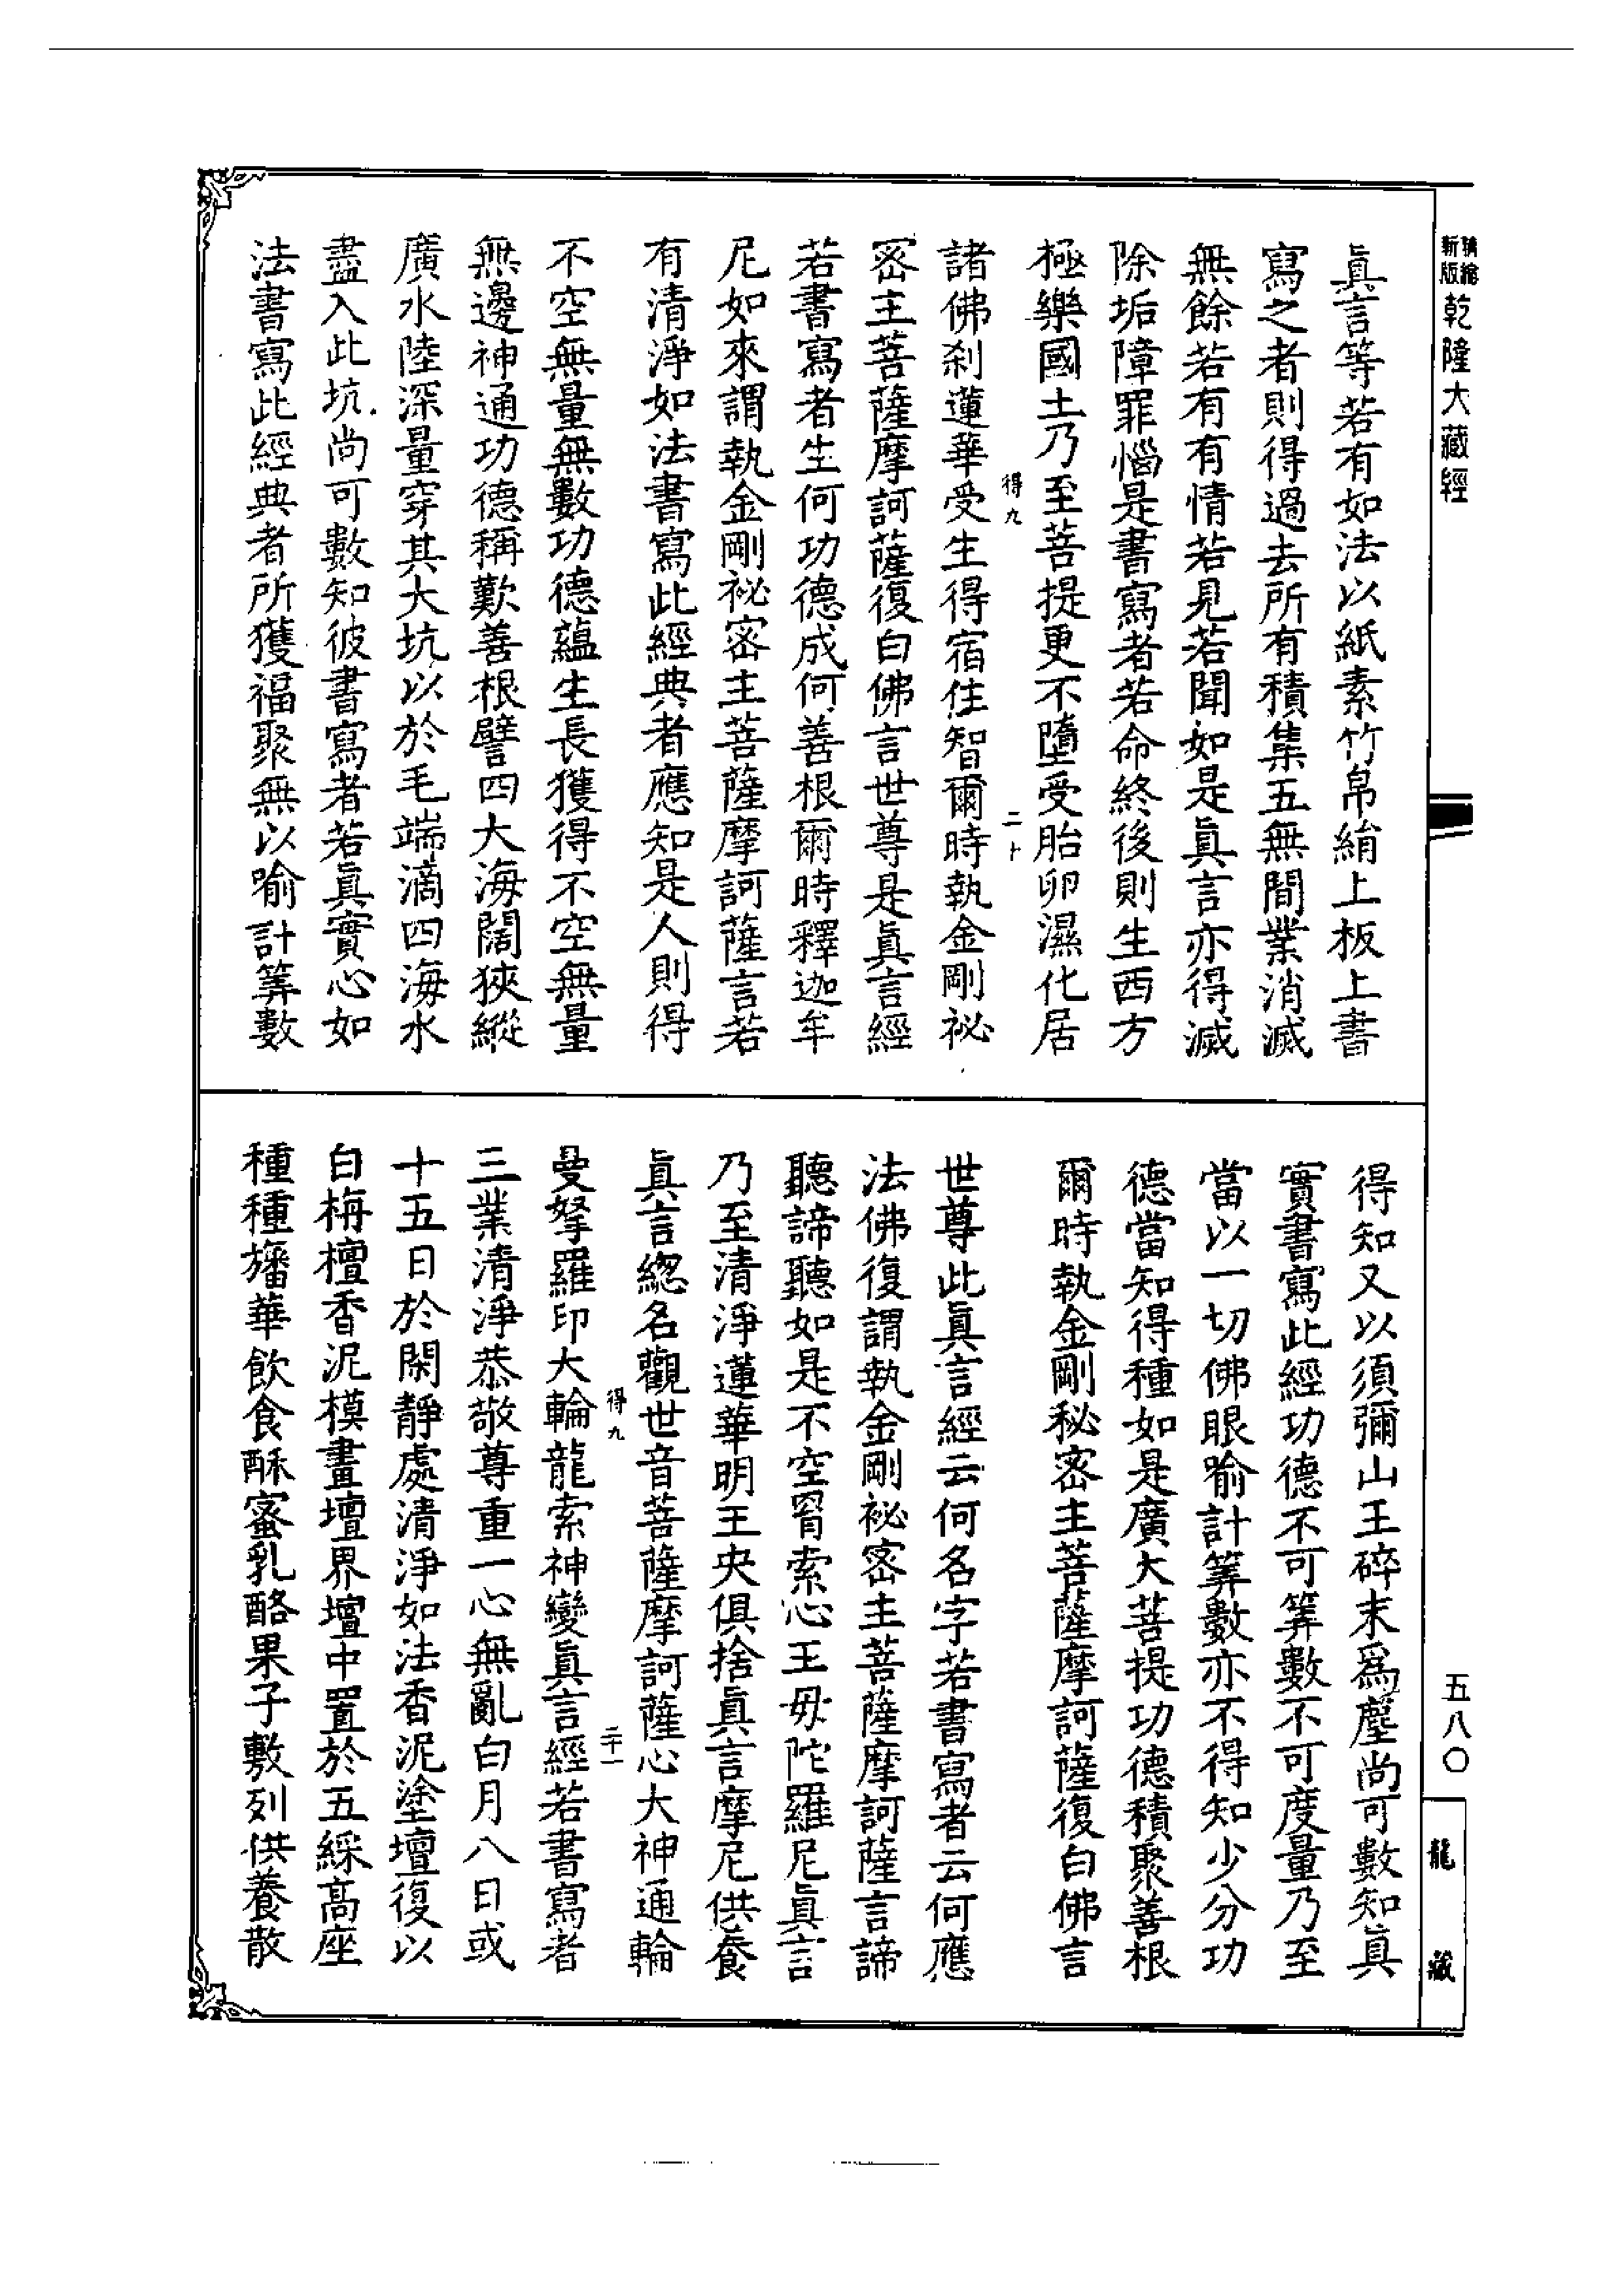 精縮
新版
乾隆大藏經
眞言等若有如法以紙素竹帛絹上板上書
寫之者則得過去所有積集五無間業消滅
無餘若有有情若見若聞如是眞言亦得滅
除垢障罪惱是書寫者若命終後則生西方
極樂國土乃至菩提更不墮受胎卵濕化居
得九
二十
諸佛刹蓮華受生得宿住智爾時執金剛祕
密主菩薩摩訶薩復白佛言世尊是眞言經
若書寫者生何功德成何善根爾時釋迦牟
尼如來謂執金剛祕密主菩薩摩訶薩言若
有清淨如法書寫此經典者應知是人則得
不空無量無數功德蘊生長獲得不空無量
無邊神通功德稱歎善根譬四大海闊狹縱
廣水陸深量穿其大坑以於毛端滴四海水
盡入此坑尚可數知彼書寫者若眞實心如
法書寫此經典者所獲福聚無以喻計筭數
得知又以須彌山王碎末爲塵尚可數知眞
實書寫此經功德不可筭數不可度量乃至
當以一切佛眼喻計筭數亦不得知少分功
德當知得種如是廣大菩提功德積聚善根
爾時執金剛秘密主菩薩摩訶薩復白佛言
世尊此眞言經云何名字若書寫者云何應
法佛復謂執金剛祕密主菩薩摩訶薩言諦
聽諦聽如是不空罥索心王母陀羅尼眞言
乃至清淨蓮華明王央俱捨眞言摩尼供養
眞言緫名觀世音菩薩摩訶薩心大神通輪
得九
二十一
曼拏羅印大輪龍索神變眞言經若書寫者
三業清淨恭敬尊重一心無亂白月八日或
十五日於閑靜處清淨如法香泥塗壇復以
白栴檀香泥模畫壇界壇中置於五綵高座
種種旛華飲食酥蜜乳酪果子敷列供養散
五八〇
龍藏